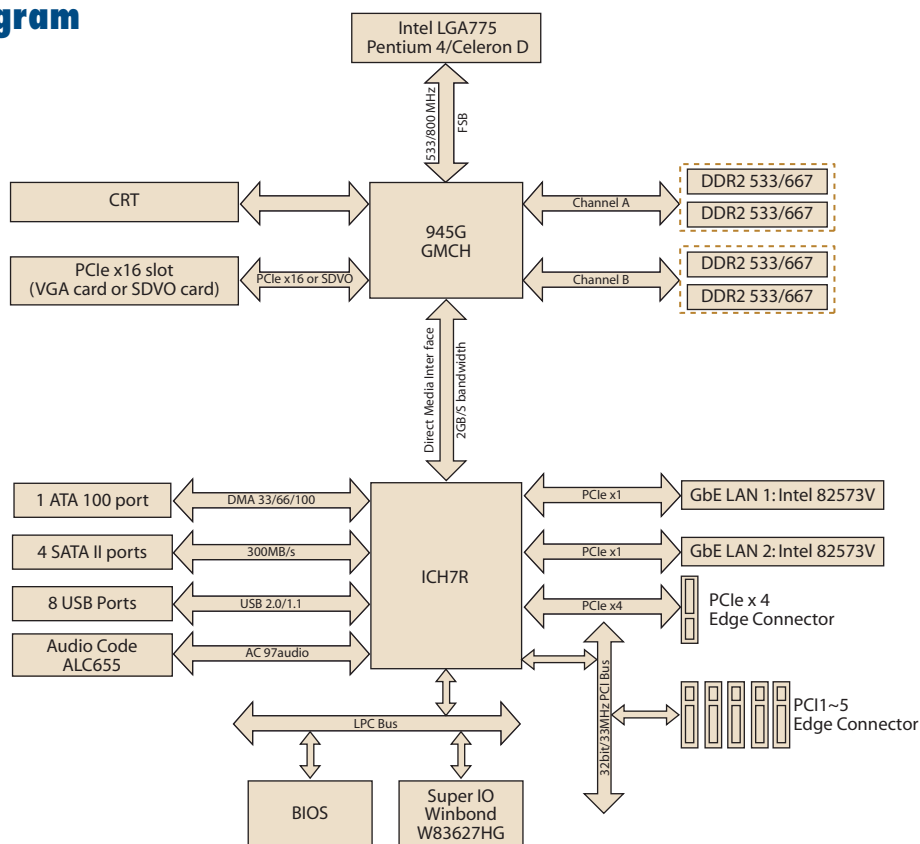 gram
Intel LGA775
Pentium 4/Celeron D
533/800 MHz
FSB
CRT
945G
GMCH
Channel A
DDR2 533/667
DDR2 533/667
PCIe x16 slot
(VGA card or SDVO card)
PCIe x16 or SDVO
Channel B
DDR2 533/667
DDR2 533/667
Direct Media Inter face
2GB/S bandwidth
1 ATA 100 port
DMA 33/66/100
ICH7R
PCIe x1
GbE LAN 1: Intel 82573V
4 SATA II ports
300MB/s
PCIe x1
GbE LAN 2: Intel 82573V
8 USB Ports
USB 2.0/1.1
PCIe x4
PCIe x 4
Edge Connector
Audio Code
ALC655
AC 97audio
32bit/33MHz PCI Bus
PCI1~5
Edge Connector
LPC Bus
BIOS
Super IO
Winbond
W83627HG